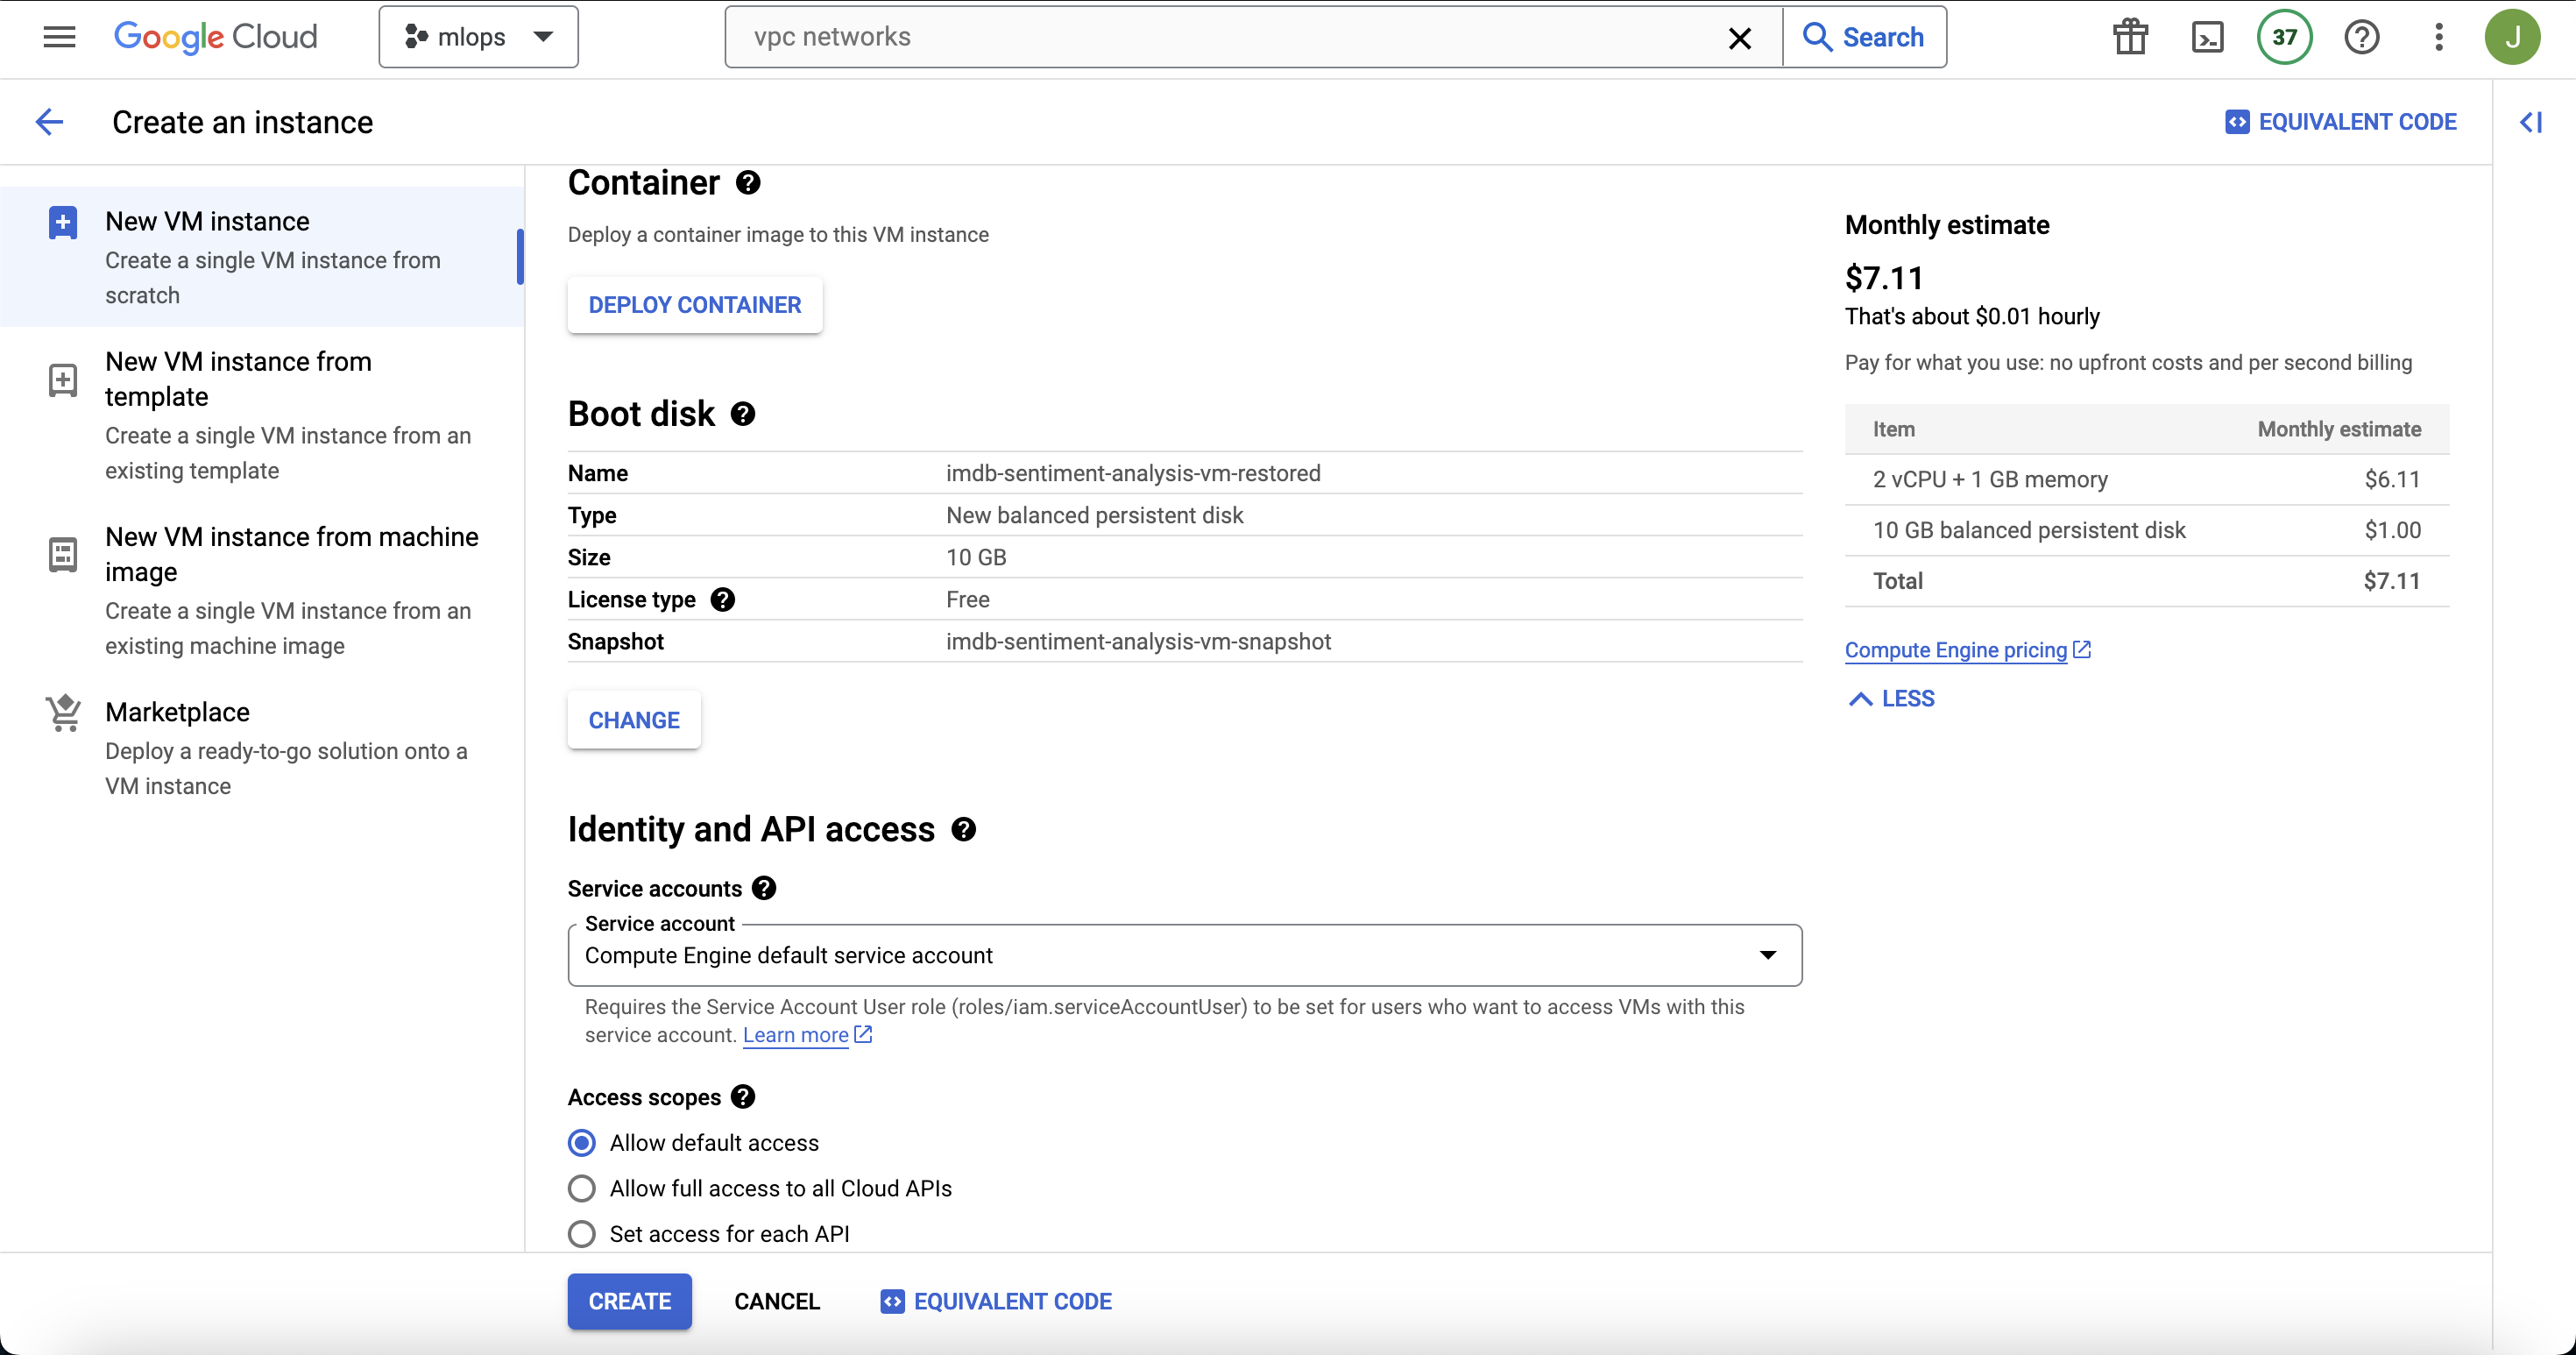 Google Cloud
mlops
vpc networks
Search
37
J
Create an instance
EQUIVALENT CODE
New VM instance
Create a single VM instance from
scratch
New VM instance from
template
Create a single VM instance from an
existing template
New VM instance from machine
image
Create a single VM instance from an
existing machine image
Marketplace
Deploy a ready-to-go solution onto a
VM instance
Container
Deploy a container image to this VM instance
DEPLOY CONTAINER
Boot disk
Name imdb-sentiment-analysis-vm-restored
Type New balanced persistent disk
Size 10 GB
License type Free
Snapshot imdb-sentiment-analysis-vm-snapshot
CHANGE
Identity and API access
Service accounts
Service account
Compute Engine default service account
Requires the Service Account User role (roles/iam.serviceAccountUser) to be set for users who want to access VMs with this
service account. Learn more
Access scopes
Allow default access
Allow full access to all Cloud APIs
Set access for each API
CREATE CANCEL EQUIVALENT CODE
Monthly estimate
$7.11
That's about $0.01 hourly
Pay for what you use: no upfront costs and per second billing
Item Monthly estimate
2 vCPU + 1 GB memory $6.11
10 GB balanced persistent disk $1.00
Total $7.11
Compute Engine pricing
LESS